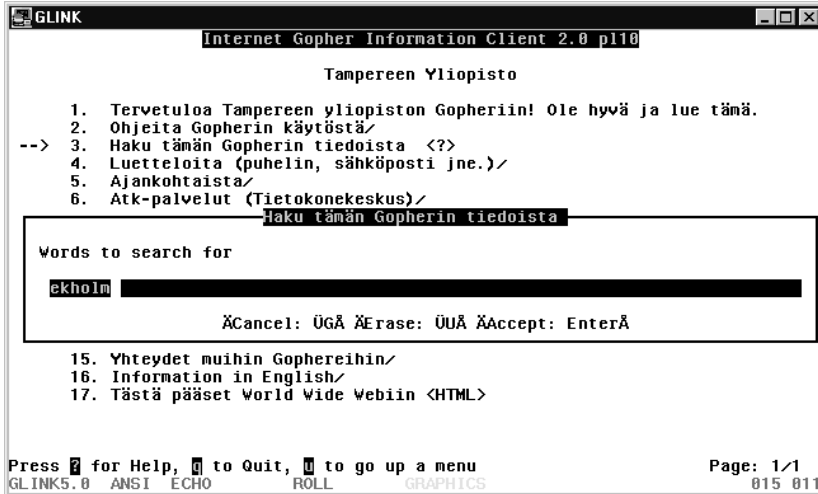 GLINK
Internet Gopher Information Client 2.0 pl10
Tampereen Yliopisto
1. Tervetuloa Tampereen yliopiston Gopheriin! Ole hyvä ja lue tämä.
2. Ohjeita Gopherin käytöstä/
--> 3. Haku tämän Gopherin tiedoista <?>
4. Luetteloita (puhelin, sähköposti jne.)/
5. Ajankohtaista/
6. Atk-palvelut (Tietokonekeskus)/
Haku tämän Gopherin tiedoista
Words to search for
ekholm
ÄCancel: ÜGÅ ÄErase: ÜUÅ ÄAccept: EnterÅ
15. Yhteydet muihin Gophereihin/
16. Information in English/
17. Tästä pääset World Wide Webiin <HTML>
Press ? for Help, q to Quit, u to go up a menu Page: 1/1
GLINK5.0 ANSI ECHO ROLL GRAPHICS 015 011